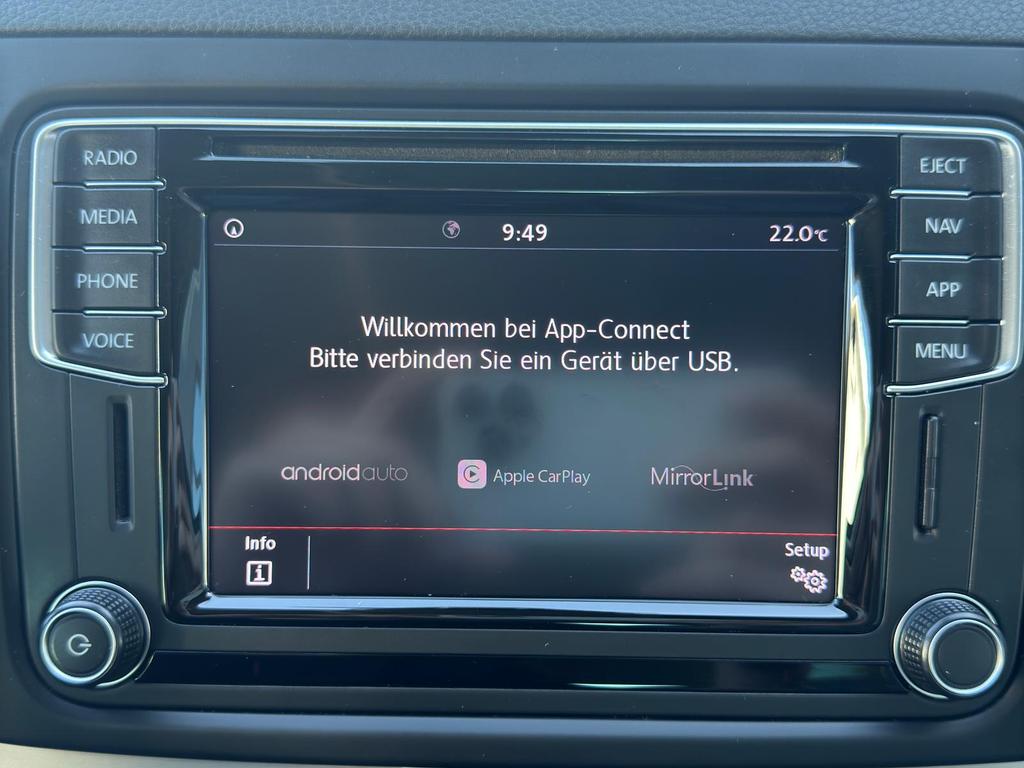 RADIO
MEDIA
PHONE
VOICE
EJECT
NAV
APP
MENU
9:49
22.0°C
Willkommen bei App-Connect
Bitte verbinden Sie ein Gerät über USB.
androidauto
Apple CarPlay
MirrorLink
Info
Setup